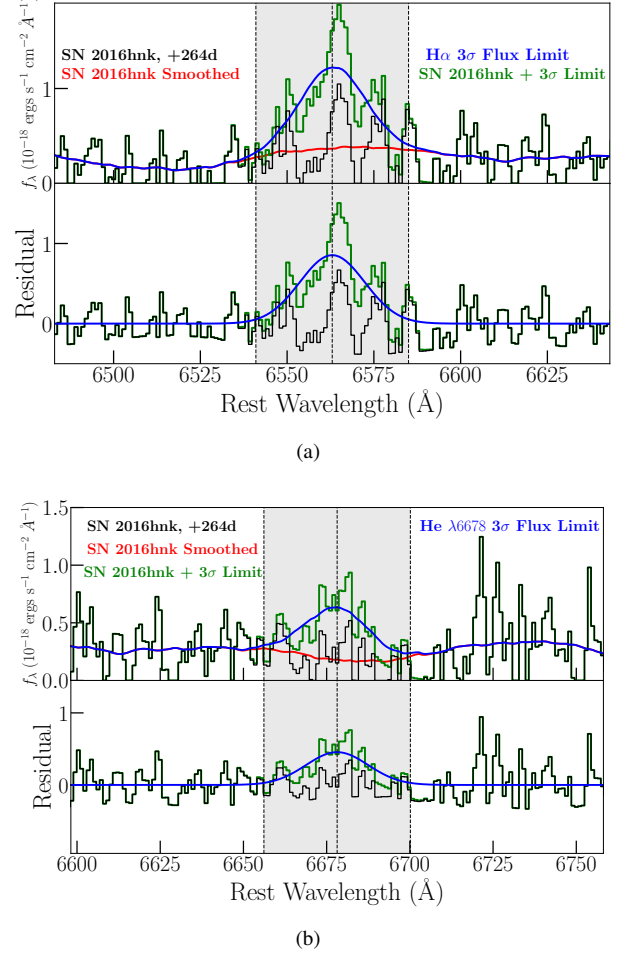 SN 2016hnk, +264d
SN 2016hnk Smoothed
Hα 3σ Flux Limit
SN 2016hnk + 3σ Limit
f_λ (10⁻¹⁸ ergs s⁻¹ cm⁻² Å⁻¹)
1
0
Residual
1
0
6500 6525 6550 6575 6600 6625
Rest Wavelength (Å)
(a)
SN 2016hnk, +264d
SN 2016hnk Smoothed
SN 2016hnk + 3σ Limit
He λ6678 3σ Flux Limit
f_λ (10⁻¹⁸ ergs s⁻¹ cm⁻² Å⁻¹)
1.5
1.0
0.5
0.0
Residual
1
0
6600 6625 6650 6675 6700 6725 6750
Rest Wavelength (Å)
(b)